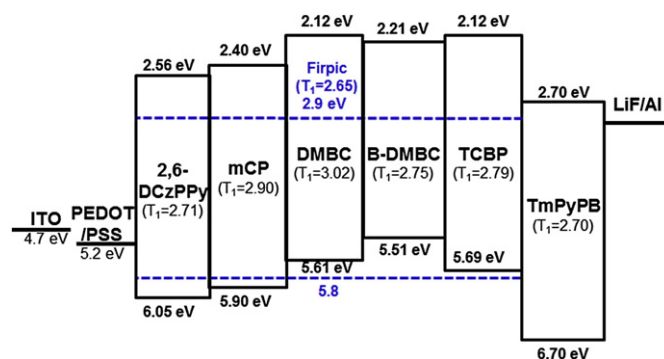 2.12 eV
2.21 eV
2.12 eV
2.40 eV
2.56 eV
Firpic
(T₁=2.65)
2.9 eV
2.70 eV
LiF/Al
2,6-
DCzPPy
(T₁=2.71)
mCP
(T₁=2.90)
DMBC
(T₁=3.02)
B-DMBC
(T₁=2.75)
TCBP
(T₁=2.79)
TmPyPB
(T₁=2.70)
ITO
4.7 eV
PEDOT
/PSS
5.2 eV
5.51 eV
5.61 eV
5.69 eV
5.8
6.05 eV
5.90 eV
6.70 eV